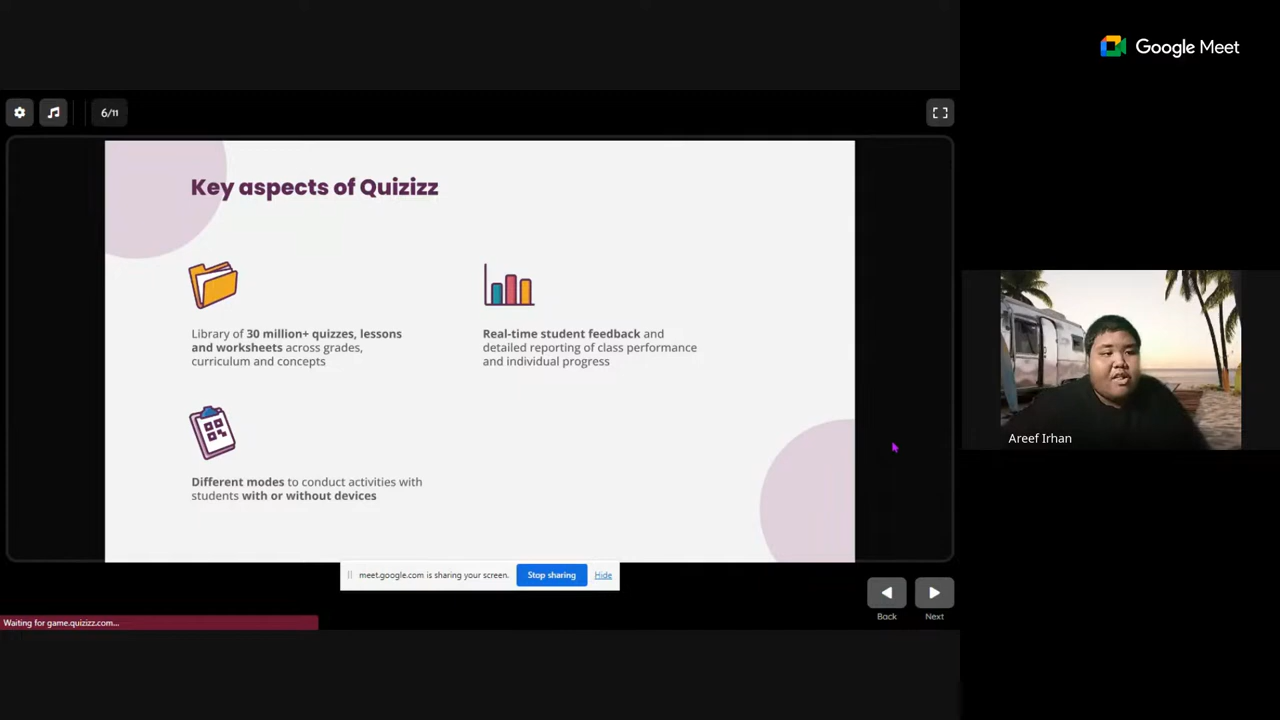 Google Meet
6/11
Key aspects of Quizizz
Library of 30 million+ quizzes, lessons
and worksheets across grades,
curriculum and concepts
Real-time student feedback and
detailed reporting of class performance
and individual progress
Different modes to conduct activities with
students with or without devices
Areef Irhan
meet.google.com is sharing your screen.
Stop sharing
Hide
Back
Next
Waiting for game.quizizz.com...